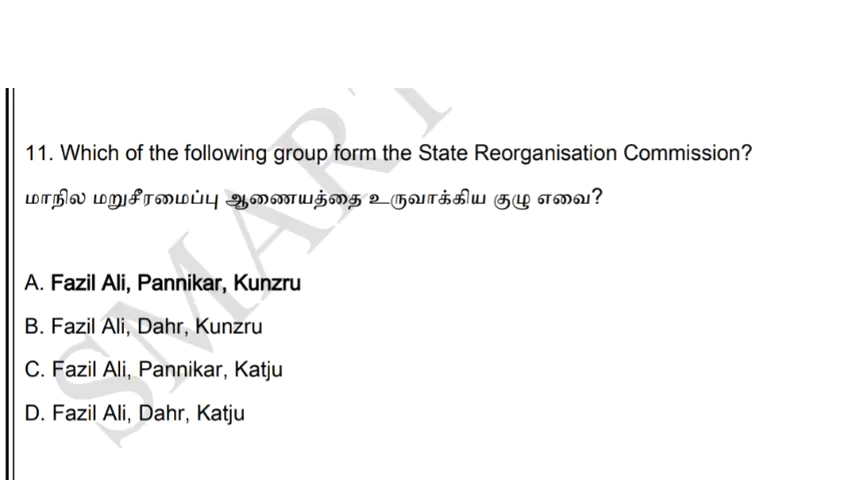 SMART
11. Which of the following group form the State Reorganisation Commission?
மாநில மறுசீரமைப்பு ஆணையத்தை உருவாக்கிய குழு எவை?
A. Fazil Ali, Pannikar, Kunzru
B. Fazil Ali, Dahr, Kunzru
C. Fazil Ali, Pannikar, Katju
D. Fazil Ali, Dahr, Katju